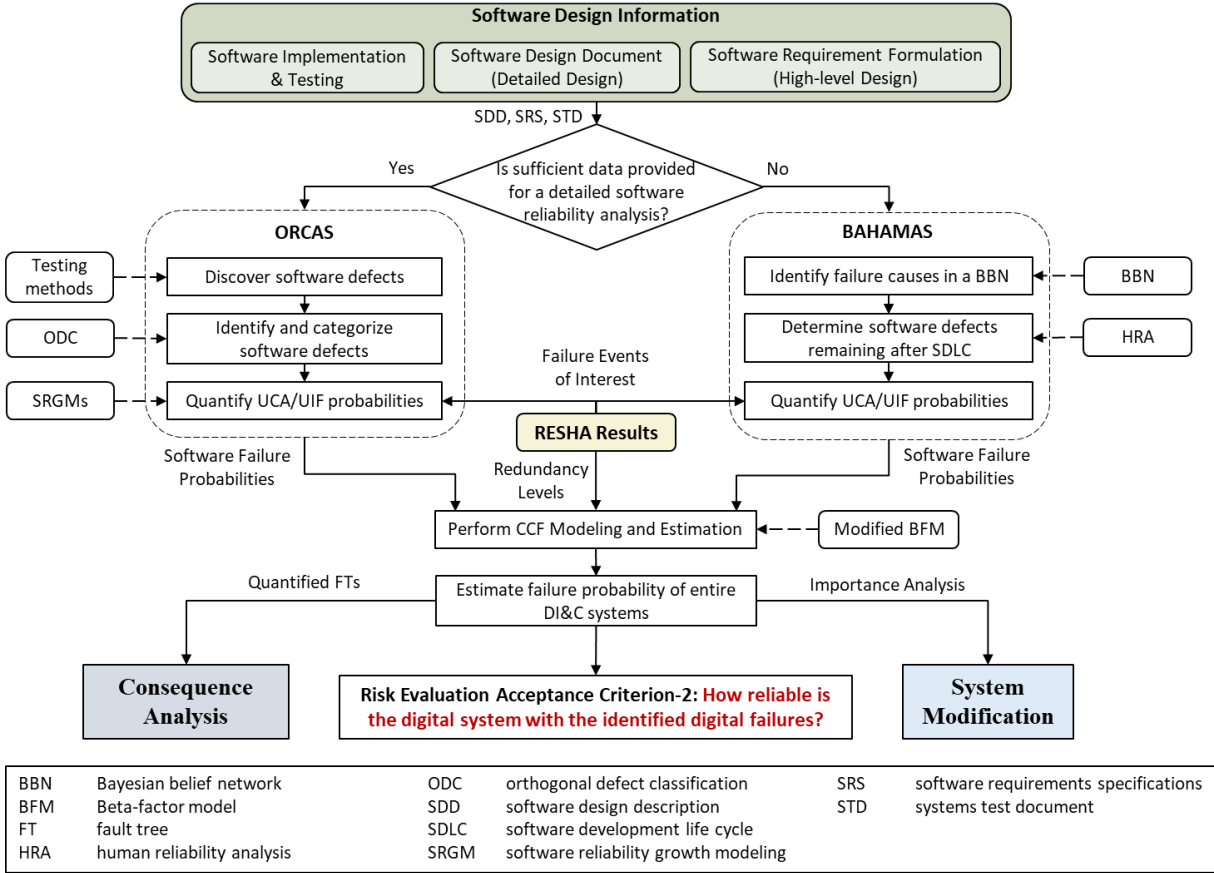 Software Design Information
Software Implementation
& Testing
Software Design Document
(Detailed Design)
Software Requirement Formulation
(High-level Design)
SDD, SRS, STD
Is sufficient data provided
for a detailed software
reliability analysis?
Yes
No
ORCAS
Testing
methods
Discover software defects
ODC
Identify and categorize
software defects
SRGMs
Quantify UCA/UIF probabilities
BAHAMAS
Identify failure causes in a BBN
BBN
Determine software defects
remaining after SDLC
HRA
Quantify UCA/UIF probabilities
Failure Events
of Interest
RESHA Results
Software Failure
Probabilities
Redundancy
Levels
Software Failure
Probabilities
Perform CCF Modeling and Estimation
Modified BFM
Quantified FTs
Estimate failure probability of entire
DI&C systems
Importance Analysis
Consequence
Analysis
Risk Evaluation Acceptance Criterion-2: How reliable is
the digital system with the identified digital failures?
System
Modification
BBN Bayesian belief network
BFM Beta-factor model
FT fault tree
HRA human reliability analysis
ODC orthogonal defect classification
SDD software design description
SDLC software development life cycle
SRGM software reliability growth modeling
SRS software requirements specifications
STD systems test document